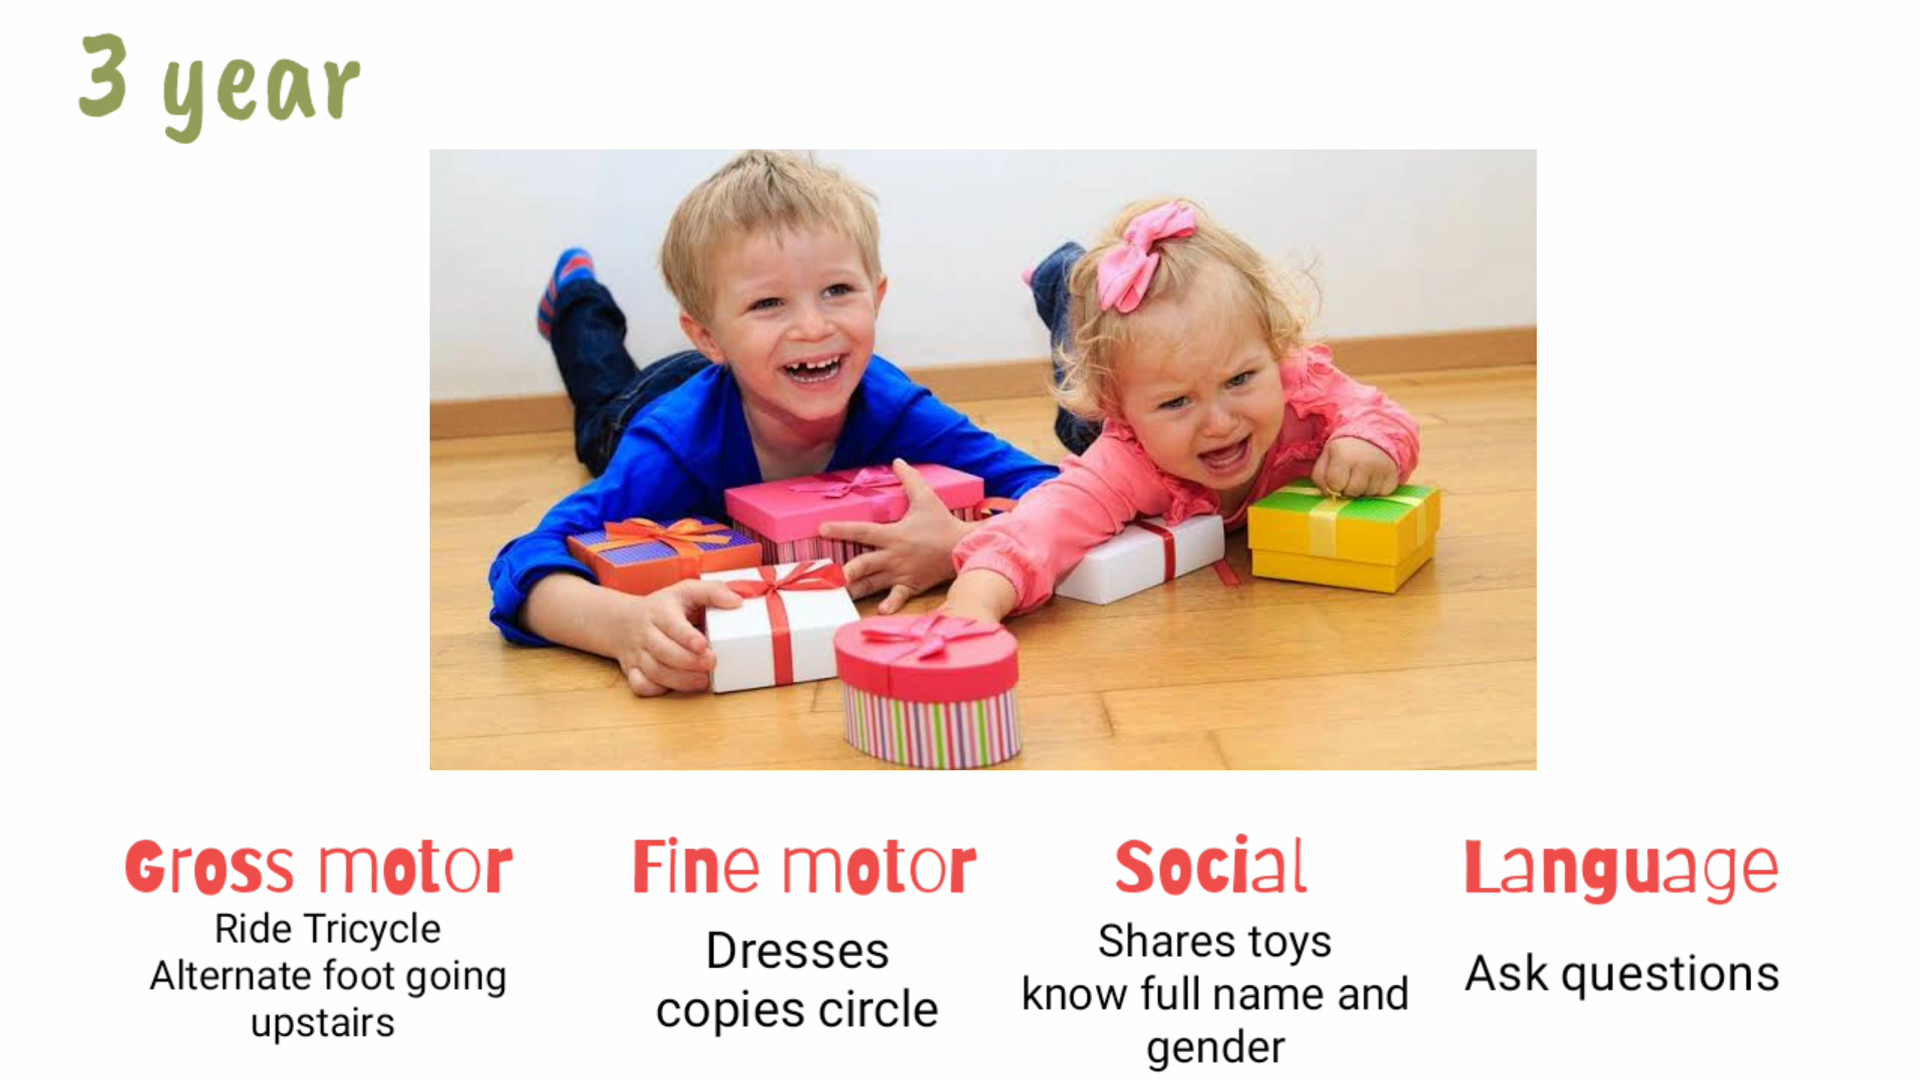 3 year
Gross motor
Ride Tricycle
Alternate foot going
upstairs
Fine motor
Dresses
copies circle
Social
Shares toys
know full name and
gender
Language
Ask questions